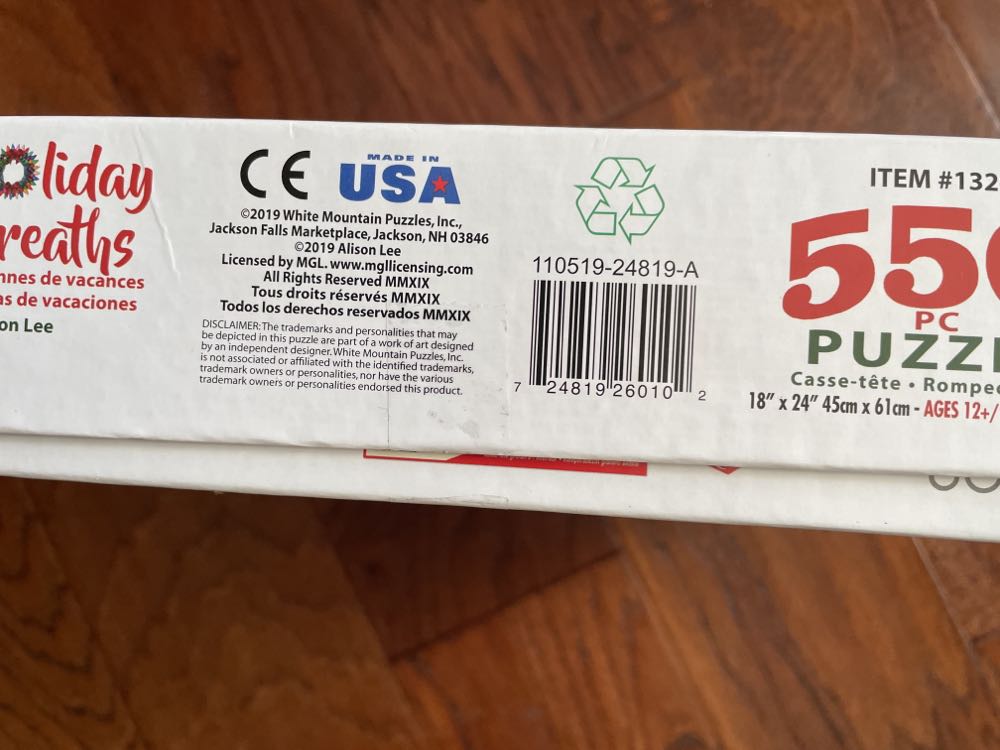 liday
reaths
nnes de vacances
as de vacaciones
on Lee
CE
MADE IN
USA
©2019 White Mountain Puzzles, Inc.,
Jackson Falls Marketplace, Jackson, NH 03846
©2019 Alison Lee
Licensed by MGL. www.mgllicensing.com
All Rights Reserved MMXIX
Tous droits réservés MMXIX
Todos los derechos reservados MMXIX
DISCLAIMER: The trademarks and personalities that may
be depicted in this puzzle are part of a work of art designed
by an independent designer. White Mountain Puzzles, Inc.
is not associated or affiliated with the identified trademarks,
trademark owners or personalities, nor have the various
trademark owners or personalities endorsed this product.
110519-24819-A
7 24819 26010 2
ITEM #132
550
PC
PUZZ
Casse-tête • Rompec
18" x 24" 45cm x 61cm - AGES 12+/